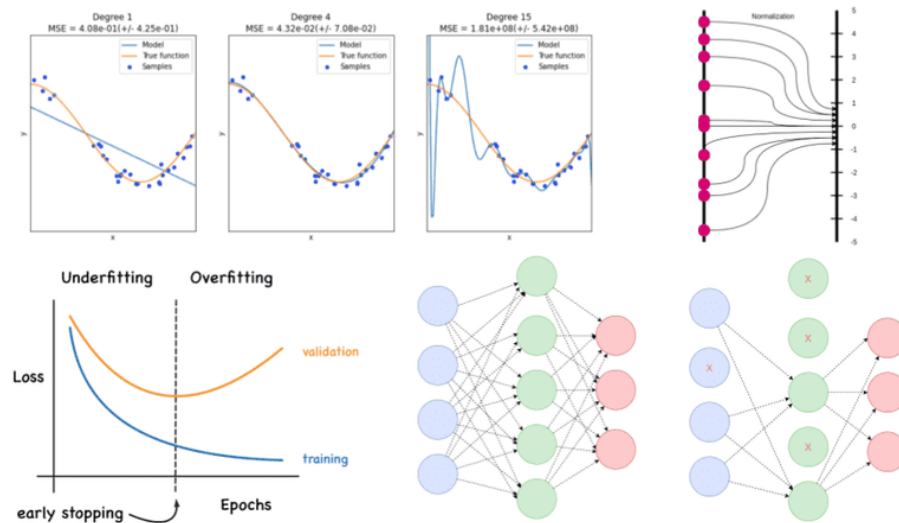 Degree 1
MSE = 4.08e-01(+/- 4.25e-01)
Model
True function
Samples
y
x
Degree 4
MSE = 4.32e-02(+/- 7.08e-02)
Model
True function
Samples
y
x
Degree 15
MSE = 1.81e+08(+/- 5.42e+08)
Model
True function
Samples
y
x
Normalization
5
4
3
2
1
0
-1
-2
-3
-4
-5
Underfitting
Overfitting
Loss
validation
training
early stopping
Epochs
X
X
X
X